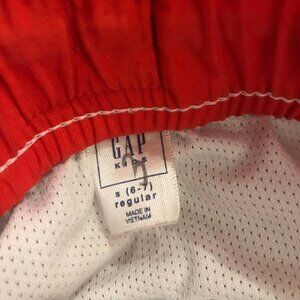 GAP
KIDS
S (6-7)
regular
MADE IN
VIETNAM